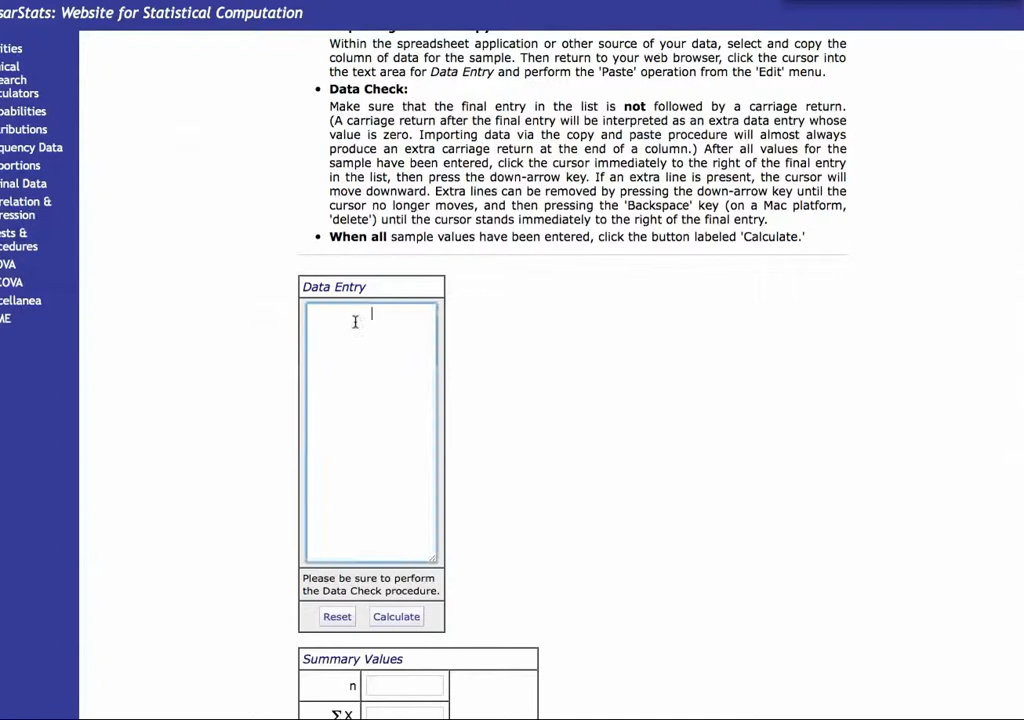 sarStats: Website for Statistical Computation
ities
ical
earch
culators
babilities
ributions
quency Data
portions
inal Data
relation &
ression
ests &
cedures
OVA
COVA
cellanea
ME
Within the spreadsheet application or other source of your data, select and copy the
column of data for the sample. Then return to your web browser, click the cursor into
the text area for Data Entry and perform the 'Paste' operation from the 'Edit' menu.
• Data Check:
Make sure that the final entry in the list is not followed by a carriage return.
(A carriage return after the final entry will be interpreted as an extra data entry whose
value is zero. Importing data via the copy and paste procedure will almost always
produce an extra carriage return at the end of a column.) After all values for the
sample have been entered, click the cursor immediately to the right of the final entry
in the list, then press the down-arrow key. If an extra line is present, the cursor will
move downward. Extra lines can be removed by pressing the down-arrow key until the
cursor no longer moves, and then pressing the 'Backspace' key (on a Mac platform,
'delete') until the cursor stands immediately to the right of the final entry.
• When all sample values have been entered, click the button labeled 'Calculate.'
Data Entry
Please be sure to perform
the Data Check procedure.
Reset Calculate
Summary Values
n
ΣX